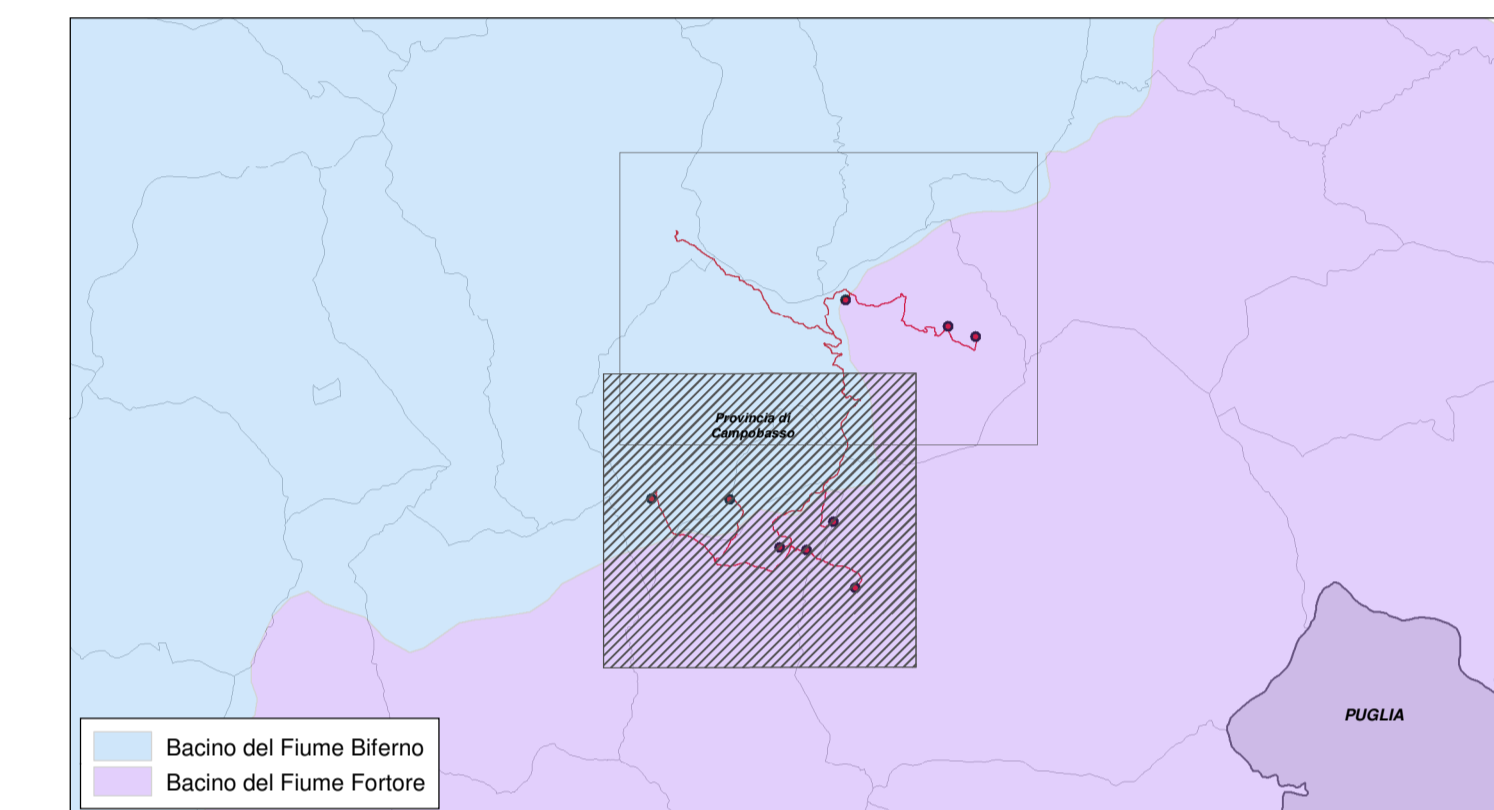 Provincia di
Campobasso
PUGLIA
Bacino del Fiume Biferno
Bacino del Fiume Fortore